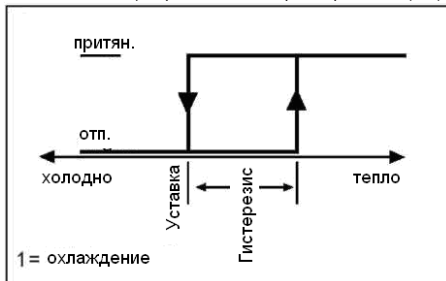 притян.
отп.
холодно
тепло
Уставка
Гистерезис
1= охлаждение